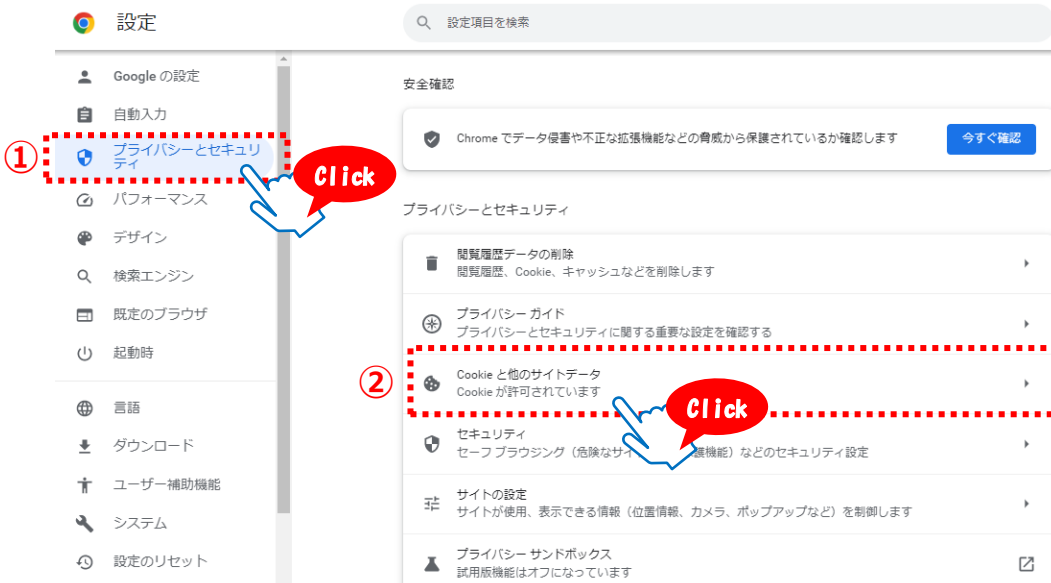 設定
設定項目を検索
Google の設定
自動入力
①
プライバシーとセキュリ
ティ
Click
パフォーマンス
デザイン
検索エンジン
既定のブラウザ
起動時
言語
ダウンロード
ユーザー補助機能
システム
設定のリセット
安全確認
Chrome でデータ侵害や不正な拡張機能などの脅威から保護されているか確認します
今すぐ確認
プライバシーとセキュリティ
閲覧履歴データの削除
閲覧履歴、Cookie、キャッシュなどを削除します
プライバシー ガイド
プライバシーとセキュリティに関する重要な設定を確認する
②
Cookie と他のサイトデータ
Cookie が許可されています
Click
セキュリティ
セーフ ブラウジング（危険なサイ 護機能）などのセキュリティ設定
サイトの設定
サイトが使用、表示できる情報（位置情報、カメラ、ポップアップなど）を制御します
プライバシー サンドボックス
試用版機能はオフになっています